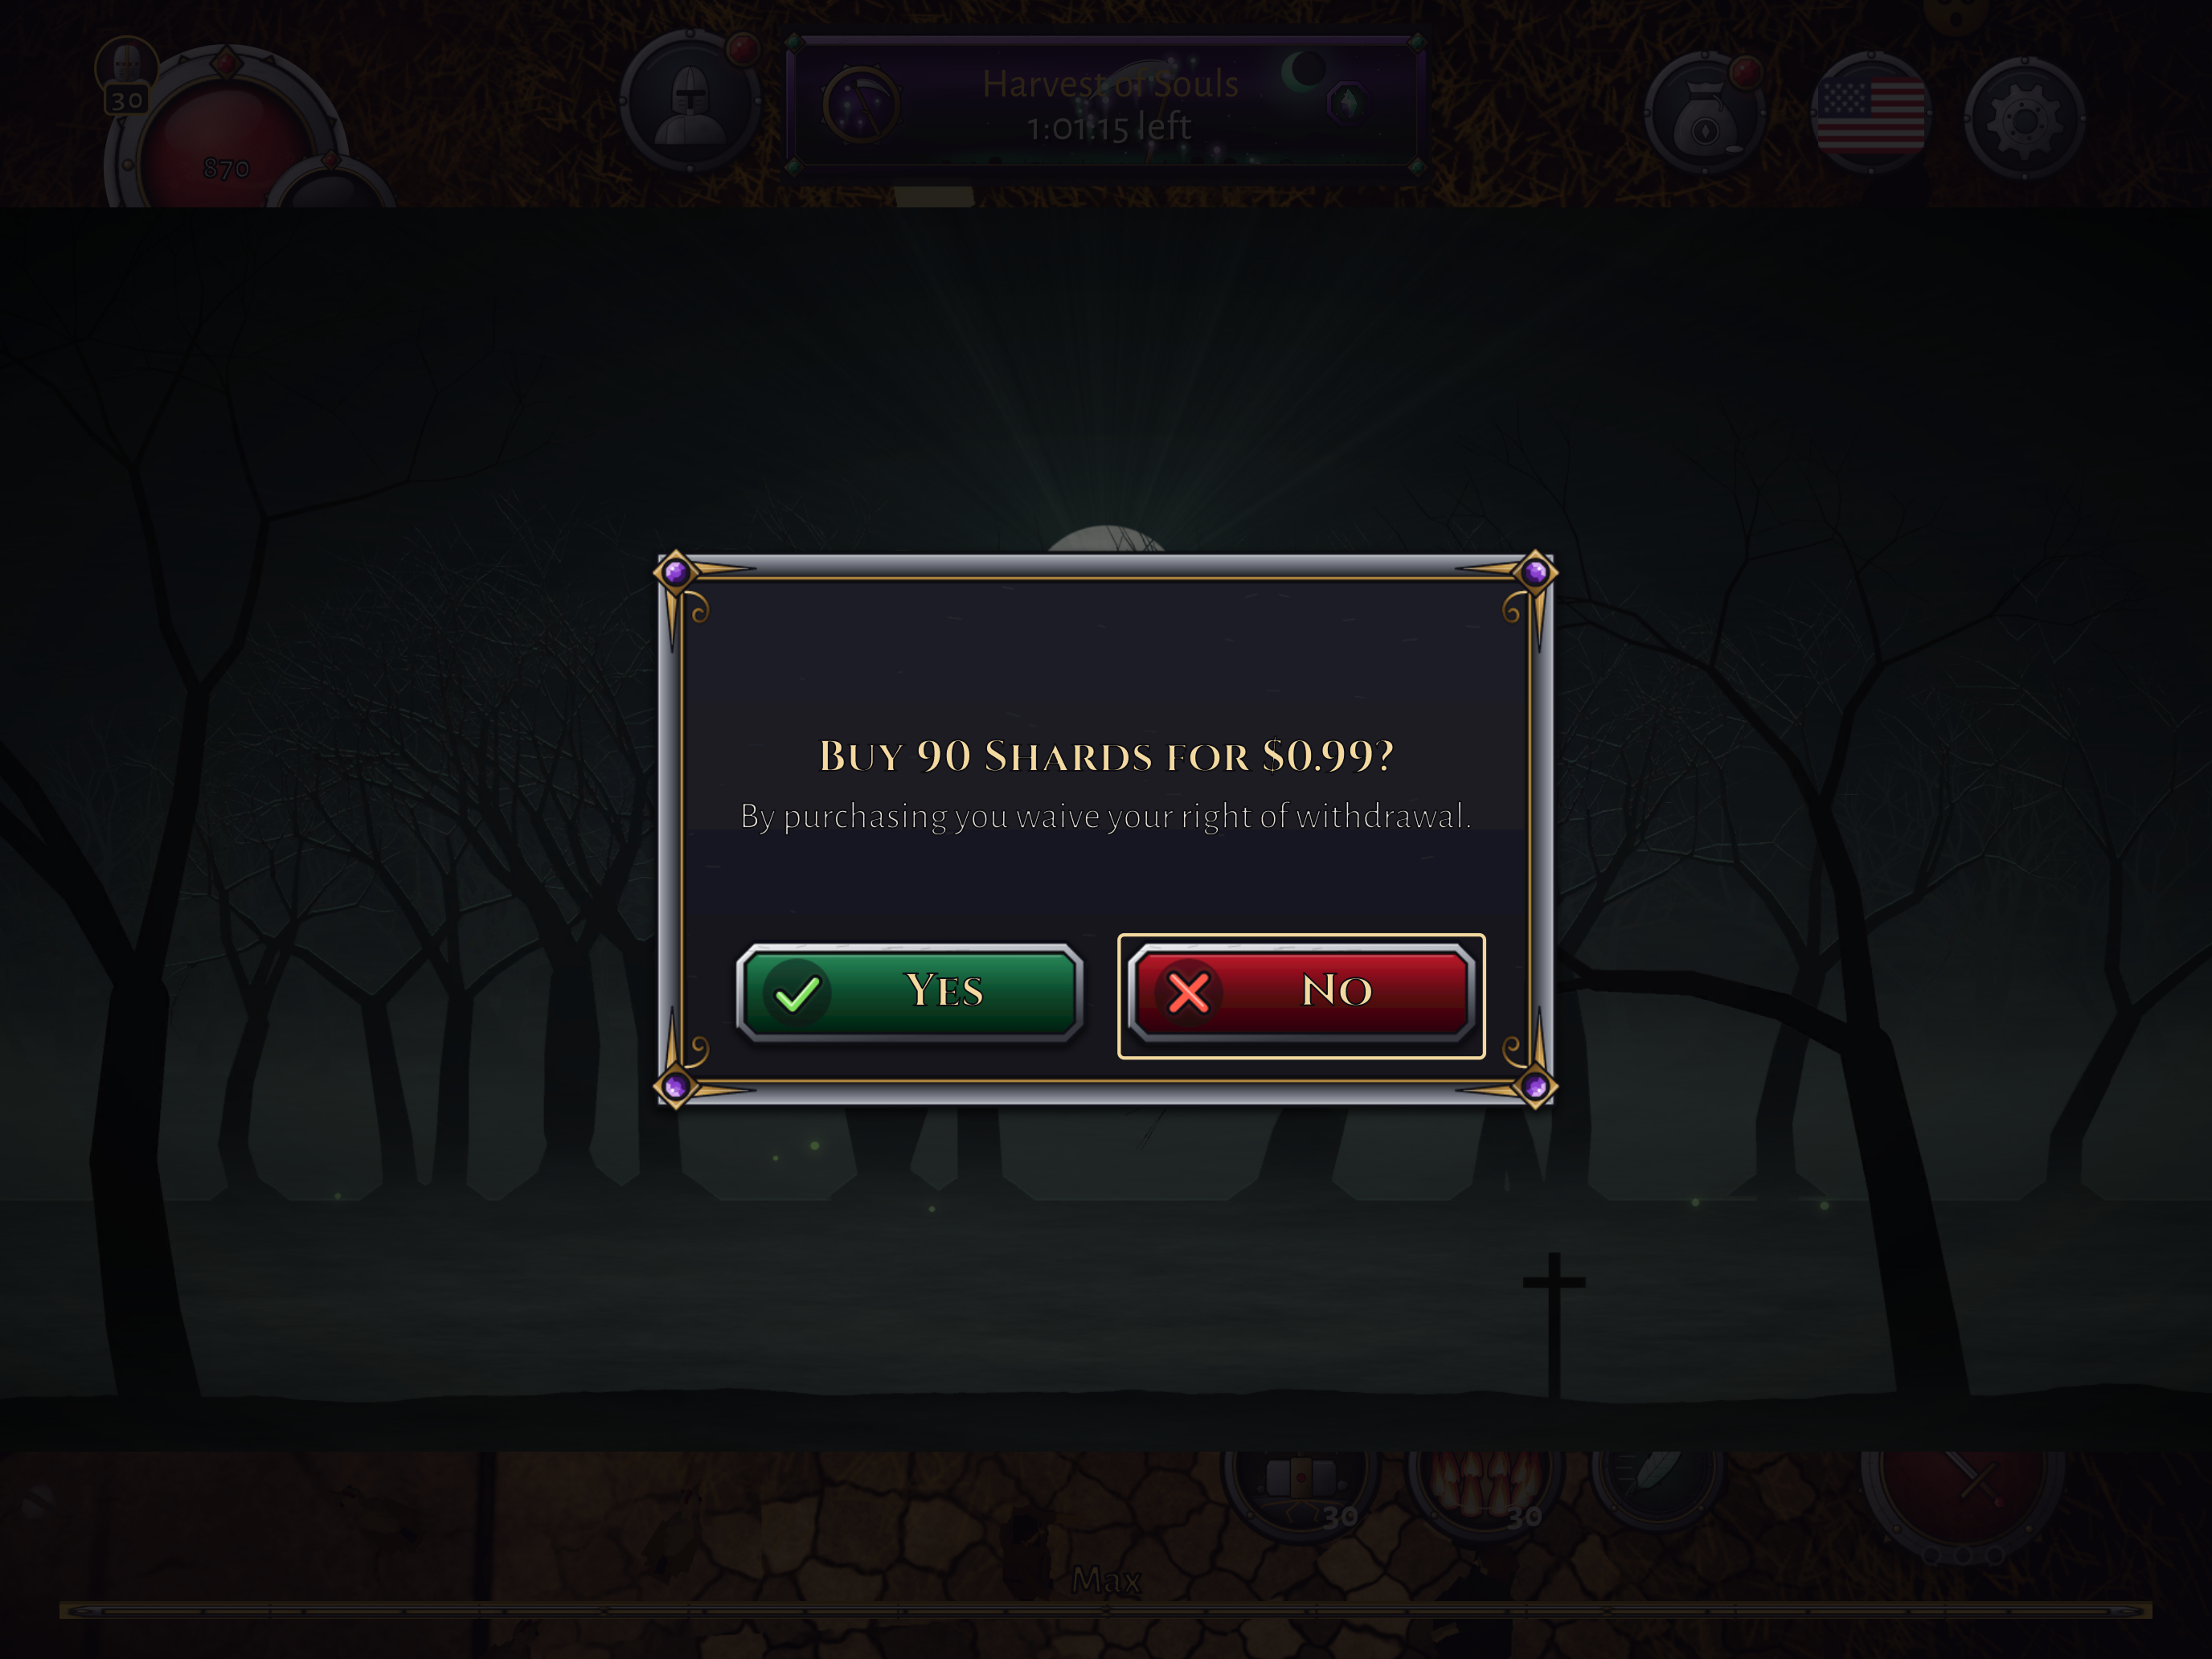 30
870
Harvest of Souls
1:01:15 left
Buy 90 Shards for $0.99?
By purchasing you waive your right of withdrawal.
Yes
No
30
30
Max